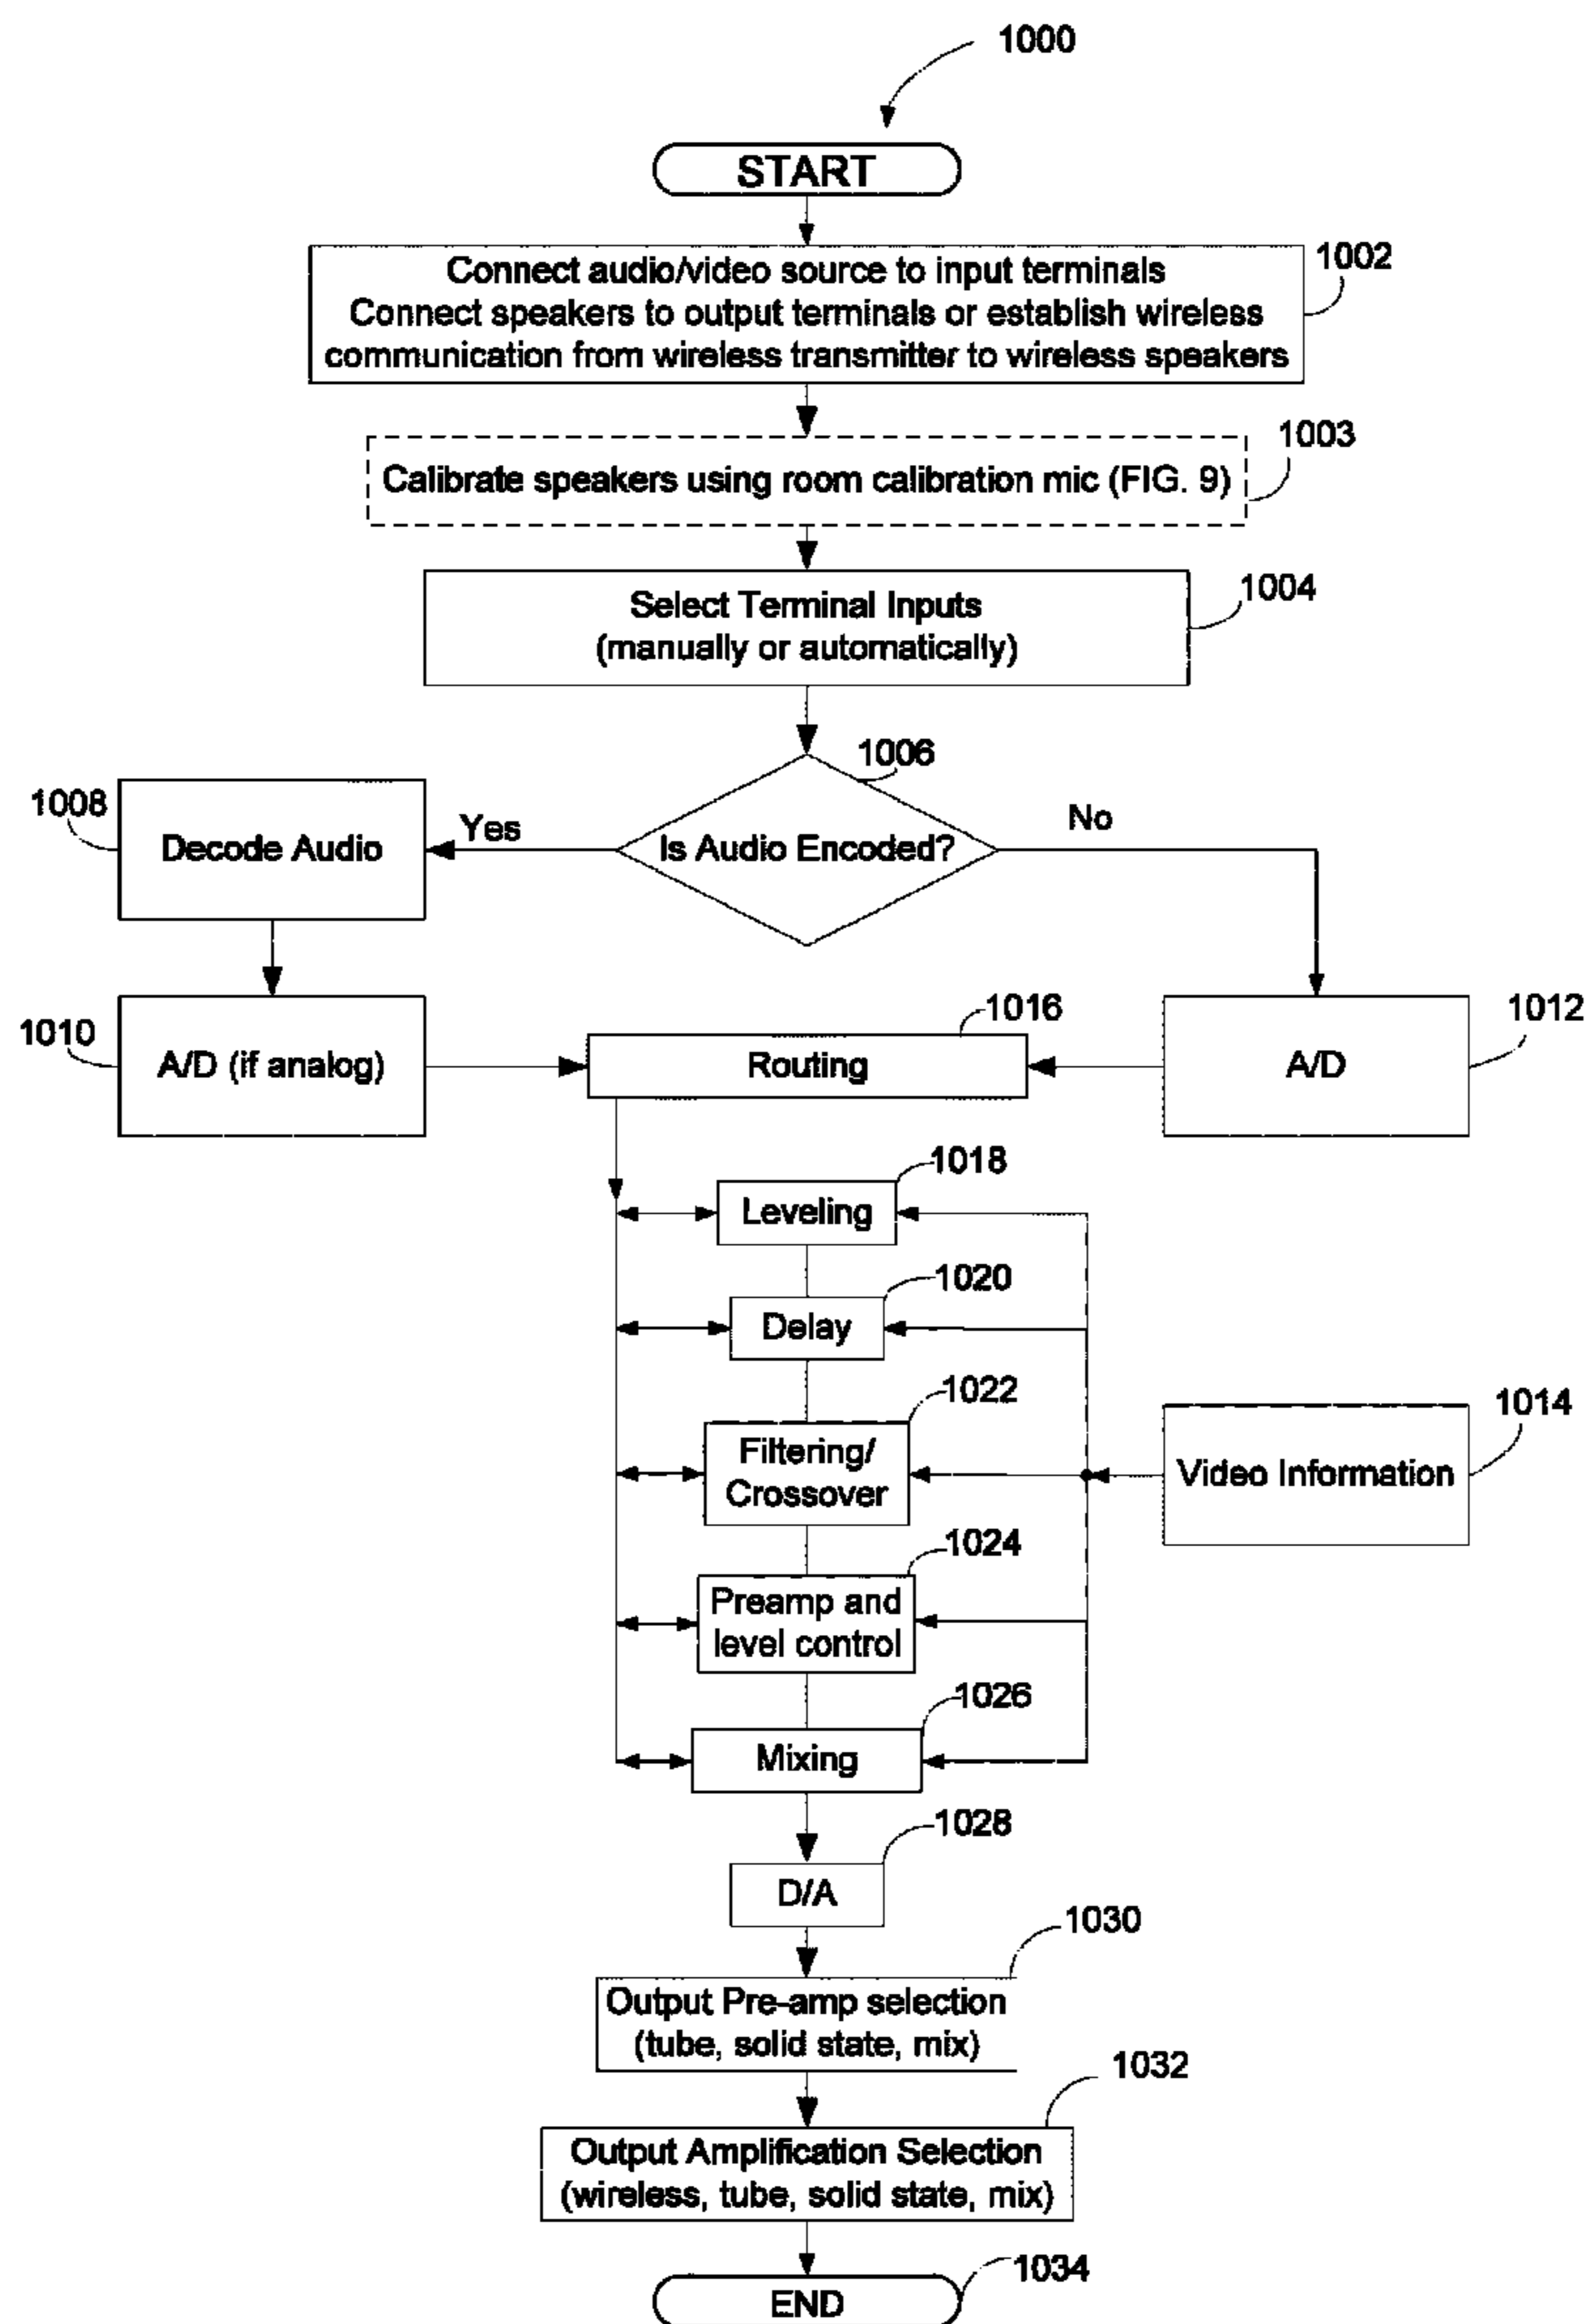 1000
START
1002
Connect audio/video source to input terminals
Connect speakers to output terminals or establish wireless
communication from wireless transmitter to wireless speakers
1003
Calibrate speakers using room calibration mic (FIG. 9)
1004
Select Terminal Inputs
(manually or automatically)
1006
Is Audio Encoded?
Yes
No
1008
Decode Audio
1010
A/D (if analog)
1016
Routing
1012
A/D
1018
Leveling
1020
Delay
1022
Filtering/
Crossover
1014
Video Information
1024
Preamp and
level control
1026
Mixing
1028
D/A
1030
Output Pre-amp selection
(tube, solid state, mix)
1032
Output Amplification Selection
(wireless, tube, solid state, mix)
1034
END